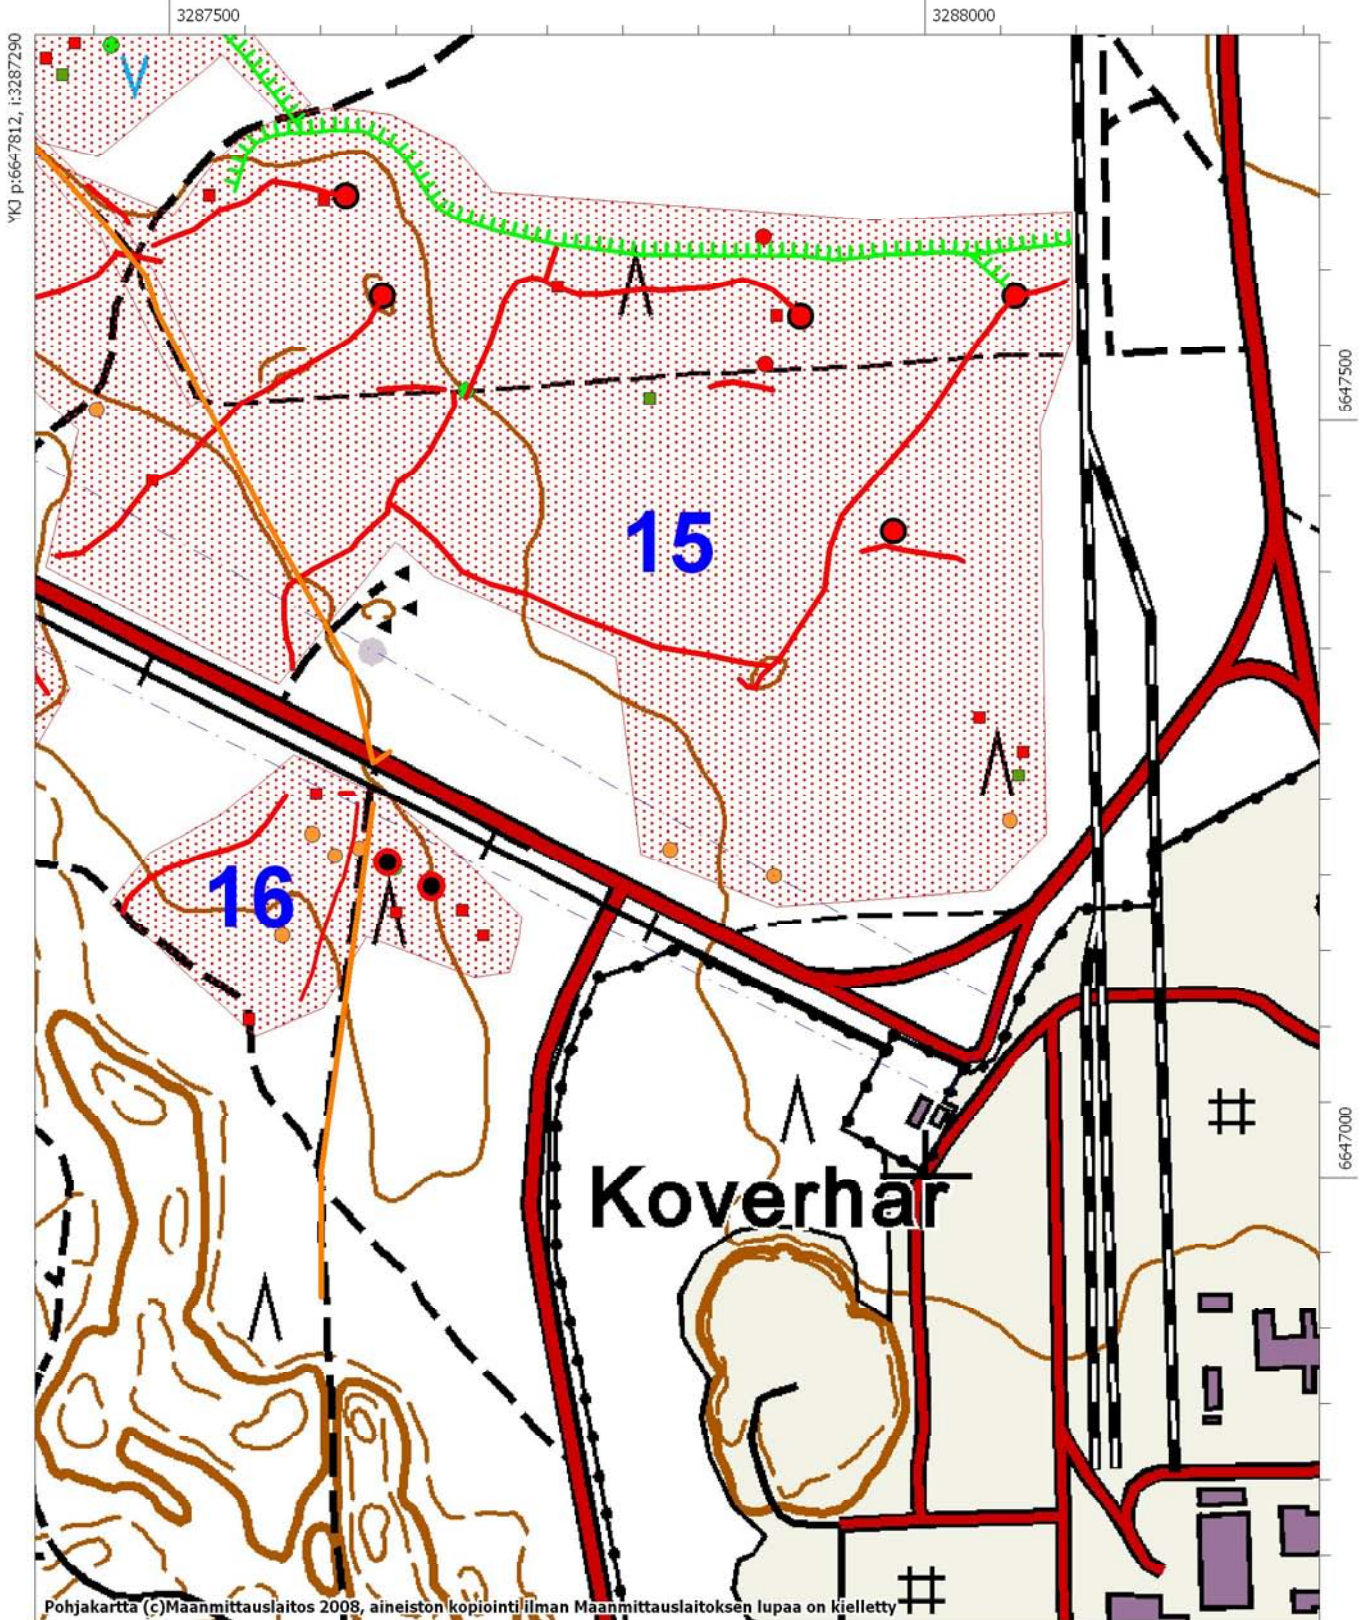 3287500
3288000
YKJ p:6647812, i:3287290
6647500
15
16
6647000
Koverhar
Pohjakartta (c)Maanmittauslaitos 2008, aineiston kopiointi ilman Maanmittauslaitoksen lupaa on kielletty